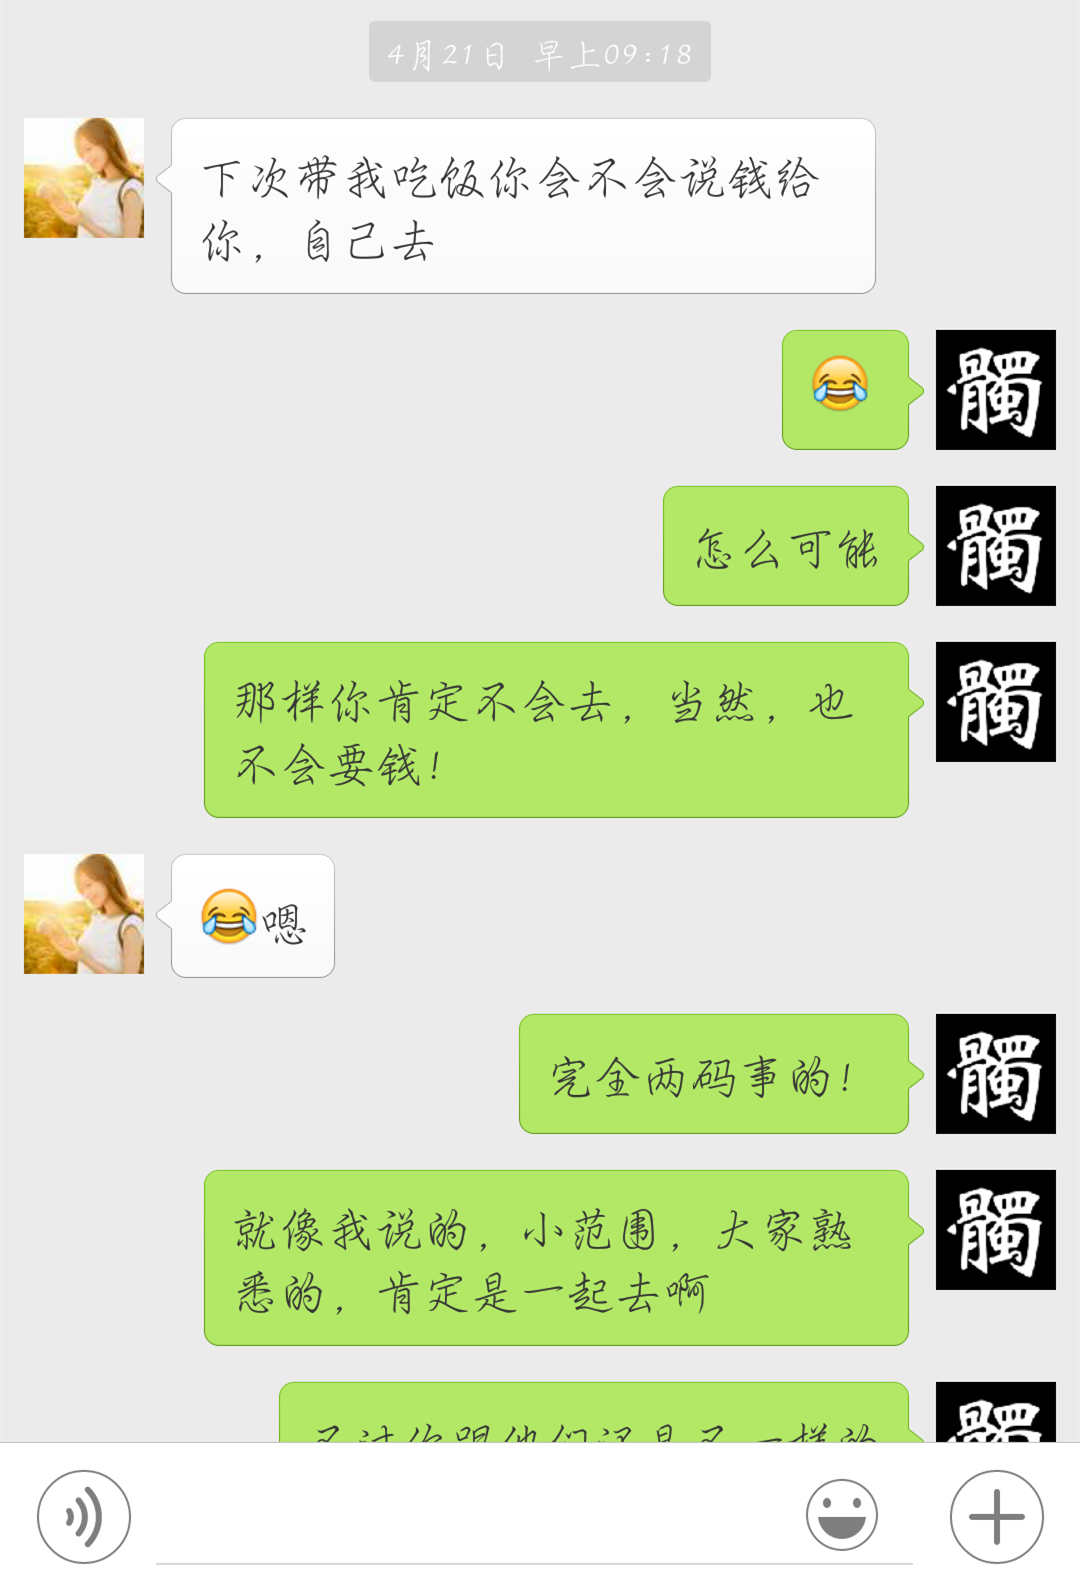 4月21日 早上09:18
下次带我吃饭你会不会说钱给
你，自己去
髑
😂
怎么可能
髑
那样你肯定不会去，当然，也
不会要钱！
髑
😂嗯
完全两码事的！
髑
就像我说的，小范围，大家熟
悉的，肯定是一起去啊
髑